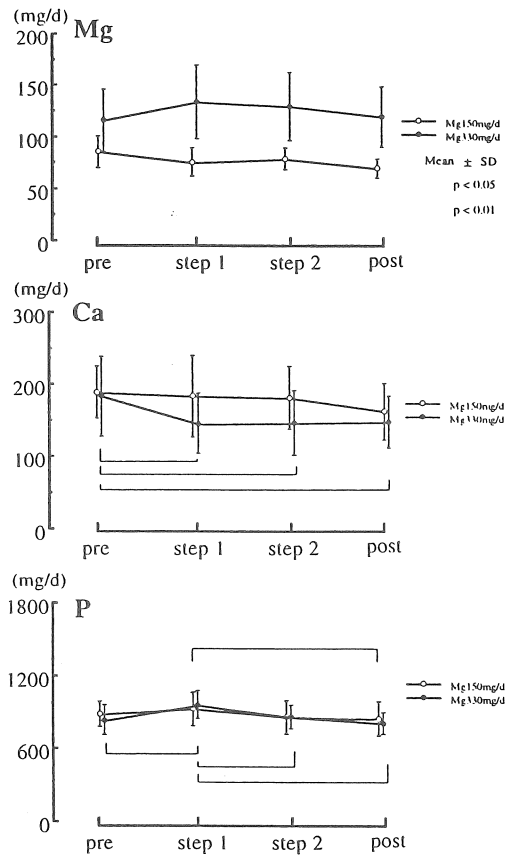 (mg/d)
Mg
200
150
100
50
0
pre step 1 step 2 post
Mg150mg/d
Mg330mg/d
Mean ± SD
p < 0.05
p < 0.01
(mg/d)
Ca
300
200
100
0
pre step 1 step 2 post
Mg150mg/d
Mg330mg/d
(mg/d)
P
1800
1200
600
0
pre step 1 step 2 post
Mg150mg/d
Mg330mg/d